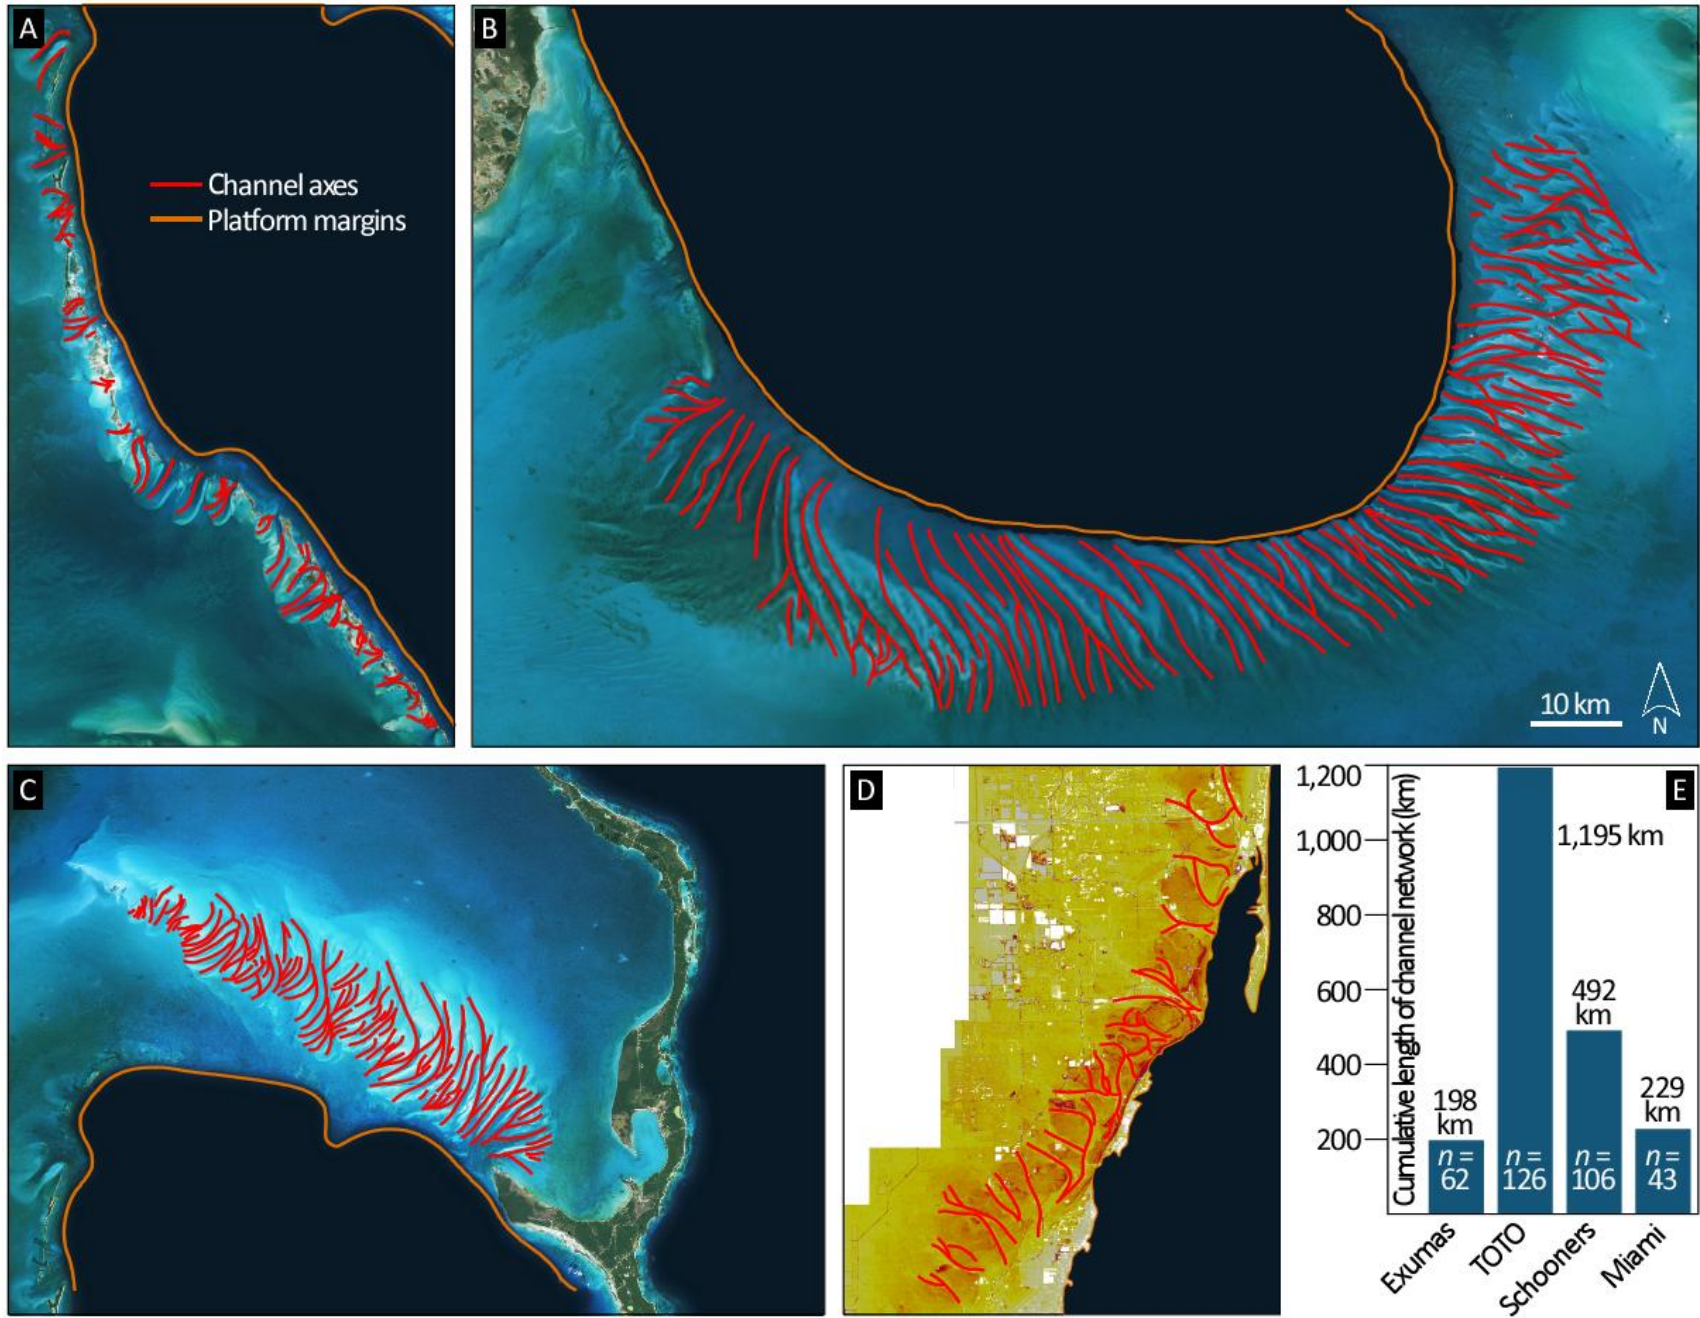 A
Channel axes
Platform margins
B
10 km
N
C
D
E
Cumulative length of channel network (km)
1,200
1,000
800
600
400
200
1,195 km
492
km
198
km
229
km
n =
62
n =
126
n =
106
n =
43
Exumas
TOTO
Schooners
Miami